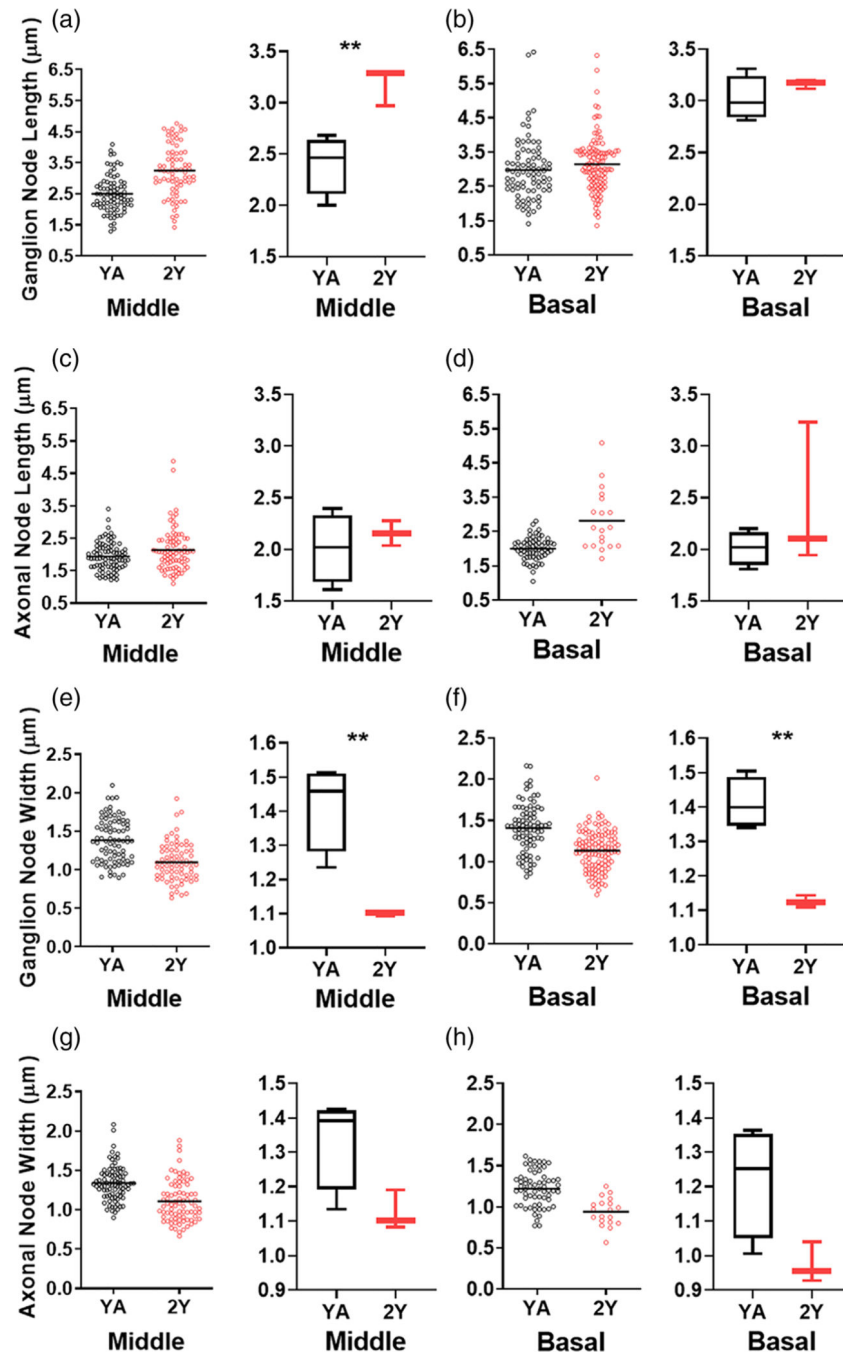 (a)
(b)
**
Ganglion Node Length (μm)
6.5
5.5
4.5
3.5
2.5
1.5
0.5
YA 2Y
Middle
3.5
3.0
2.5
2.0
1.5
YA 2Y
Middle
6.5
5.5
4.5
3.5
2.5
1.5
0.5
YA 2Y
Basal
3.5
3.0
2.5
2.0
1.5
YA 2Y
Basal
(c)
(d)
Axonal Node Length (μm)
6.5
5.5
4.5
3.5
2.5
1.5
0.5
YA 2Y
Middle
3.5
3.0
2.5
2.0
1.5
YA 2Y
Middle
6.5
5.5
4.5
3.5
2.5
1.5
0.5
YA 2Y
Basal
3.5
3.0
2.5
2.0
1.5
YA 2Y
Basal
(e)
(f)
**
**
Ganglion Node Width (μm)
2.5
2.0
1.5
1.0
0.5
0.0
YA 2Y
Middle
1.6
1.5
1.4
1.3
1.2
1.1
1.0
YA 2Y
Middle
2.5
2.0
1.5
1.0
0.5
0.0
YA 2Y
Basal
1.6
1.5
1.4
1.3
1.2
1.1
1.0
YA 2Y
Basal
(g)
(h)
Axonal Node Width (μm)
2.5
2.0
1.5
1.0
0.5
0.0
YA 2Y
Middle
1.5
1.4
1.3
1.2
1.1
1.0
0.9
YA 2Y
Middle
2.5
2.0
1.5
1.0
0.5
0.0
YA 2Y
Basal
1.5
1.4
1.3
1.2
1.1
1.0
0.9
YA 2Y
Basal